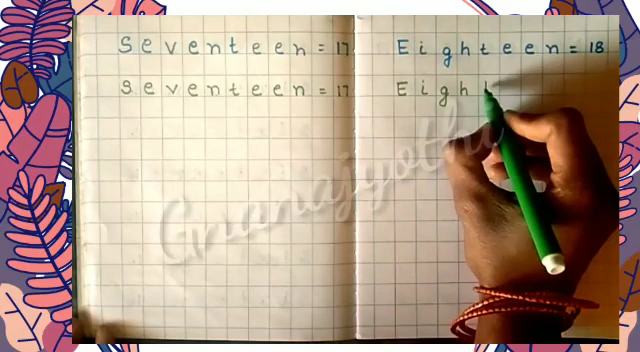 Seventeen = 17
Eighteen = 18
Seventeen = 17
Eigh
Gnanajyothi